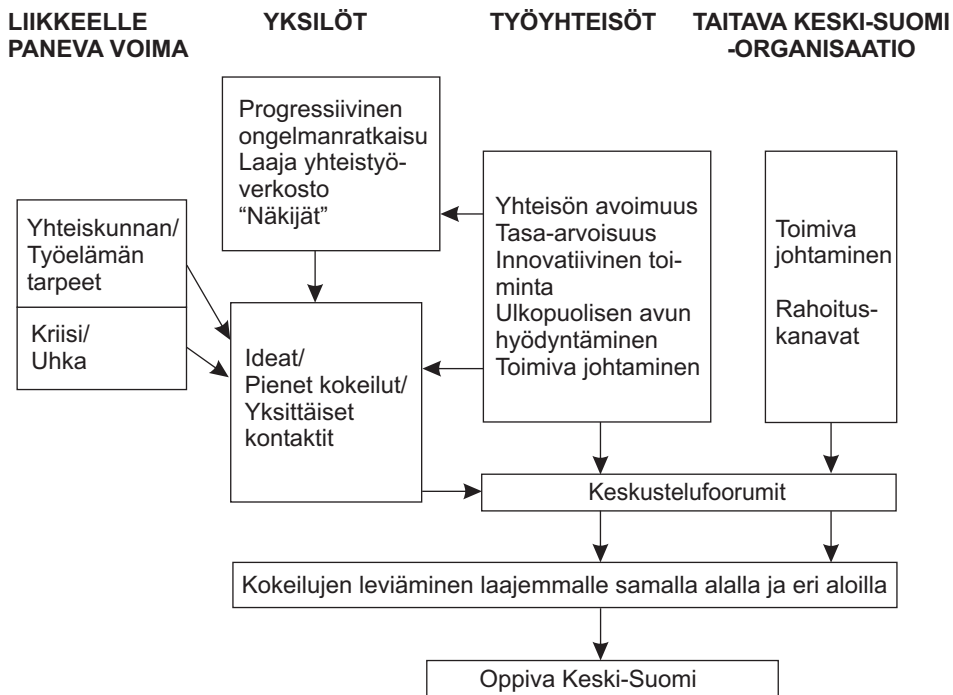 LIIKKEELLE
PANEVA VOIMA
YKSILÖT
TYÖYHTEISÖT
TAITAVA KESKI-SUOMI
-ORGANISAATIO
Progressiivinen
ongelmanratkaisu
Laaja yhteistyö-
verkosto
“Näkijät”
Yhteiskunnan/
Työelämän
tarpeet
Kriisi/
Uhka
Ideat/
Pienet kokeilut/
Yksittäiset
kontaktit
Yhteisön avoimuus
Tasa-arvoisuus
Innovatiivinen toi-
minta
Ulkopuolisen avun
hyödyntäminen
Toimiva johtaminen
Toimiva
johtaminen
Rahoitus-
kanavat
Keskustelufoorumit
Kokeilujen leviäminen laajemmalle samalla alalla ja eri aloilla
Oppiva Keski-Suomi